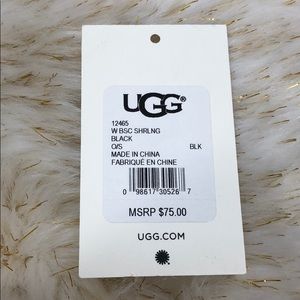 UGG®
12465
W BSC SHRLNG
BLACK
O/S BLK
MADE IN CHINA
FABRIQUÉ EN CHINE
0 98617 30526 7
MSRP $75.00
UGG.COM